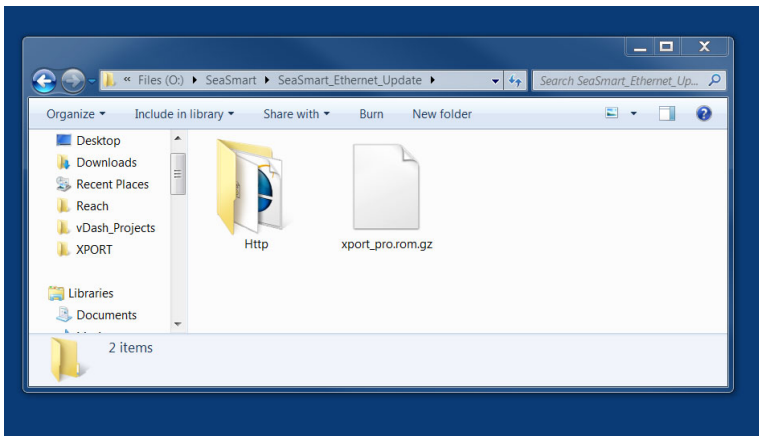 « Files (O:) ▸ SeaSmart ▸ SeaSmart_Ethernet_Update ▸
Search SeaSmart_Ethernet_Up...
Organize ▾ Include in library ▾ Share with ▾ Burn New folder
Desktop
Downloads
Recent Places
Reach
vDash_Projects
XPORT
Libraries
Documents
Http
xport_pro.rom.gz
2 items